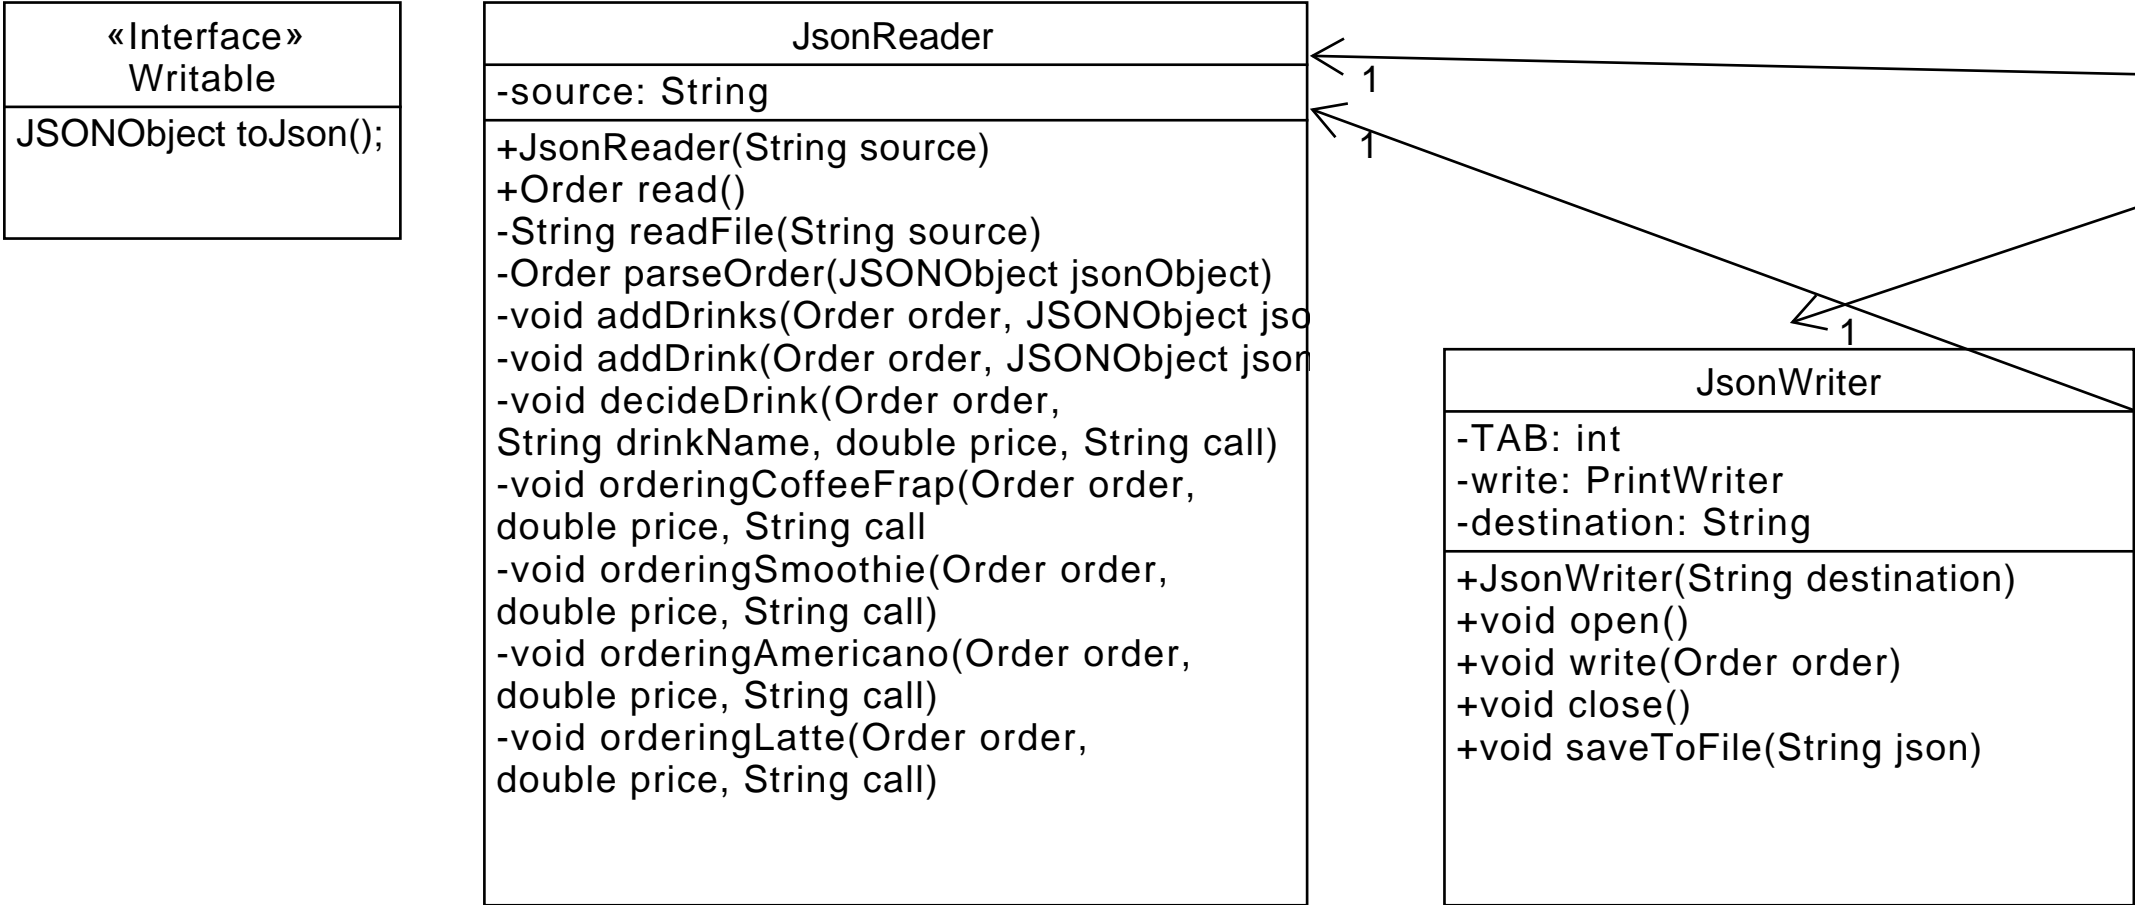 «Interface»
Writable
JSONObject toJson();
JsonReader
-source: String
+JsonReader(String source)
+Order read()
-String readFile(String source)
-Order parseOrder(JSONObject jsonObject)
-void addDrinks(Order order, JSONObject jso
-void addDrink(Order order, JSONObject json
-void decideDrink(Order order,
String drinkName, double price, String call)
-void orderingCoffeeFrap(Order order,
double price, String call
-void orderingSmoothie(Order order,
double price, String call)
-void orderingAmericano(Order order,
double price, String call)
-void orderingLatte(Order order,
double price, String call)
1
1
1
JsonWriter
-TAB: int
-write: PrintWriter
-destination: String
+JsonWriter(String destination)
+void open()
+void write(Order order)
+void close()
+void saveToFile(String json)